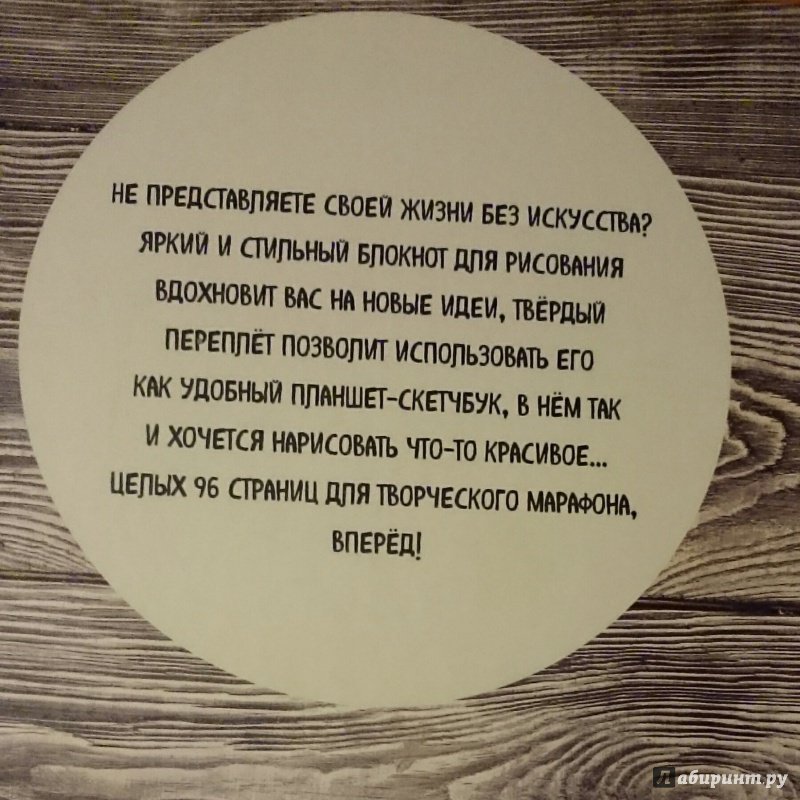 НЕ ПРЕДСТАВЛЯЕТЕ СВОЕЙ ЖИЗНИ БЕЗ ИСКУССТВА?
ЯРКИЙ И СТИЛЬНЫЙ БЛОКНОТ ДЛЯ РИСОВАНИЯ
ВДОХНОВИТ ВАС НА НОВЫЕ ИДЕИ, ТВЁРДЫЙ
ПЕРЕПЛЁТ ПОЗВОЛИТ ИСПОЛЬЗОВАТЬ ЕГО
КАК УДОБНЫЙ ПЛАНШЕТ-СКЕТЧБУК, В НЁМ ТАК
И ХОЧЕТСЯ НАРИСОВАТЬ ЧТО-ТО КРАСИВОЕ...
ЦЕЛЫХ 96 СТРАНИЦ ДЛЯ ТВОРЧЕСКОГО МАРАФОНА,
ВПЕРЁД!
Лабиринт.ру